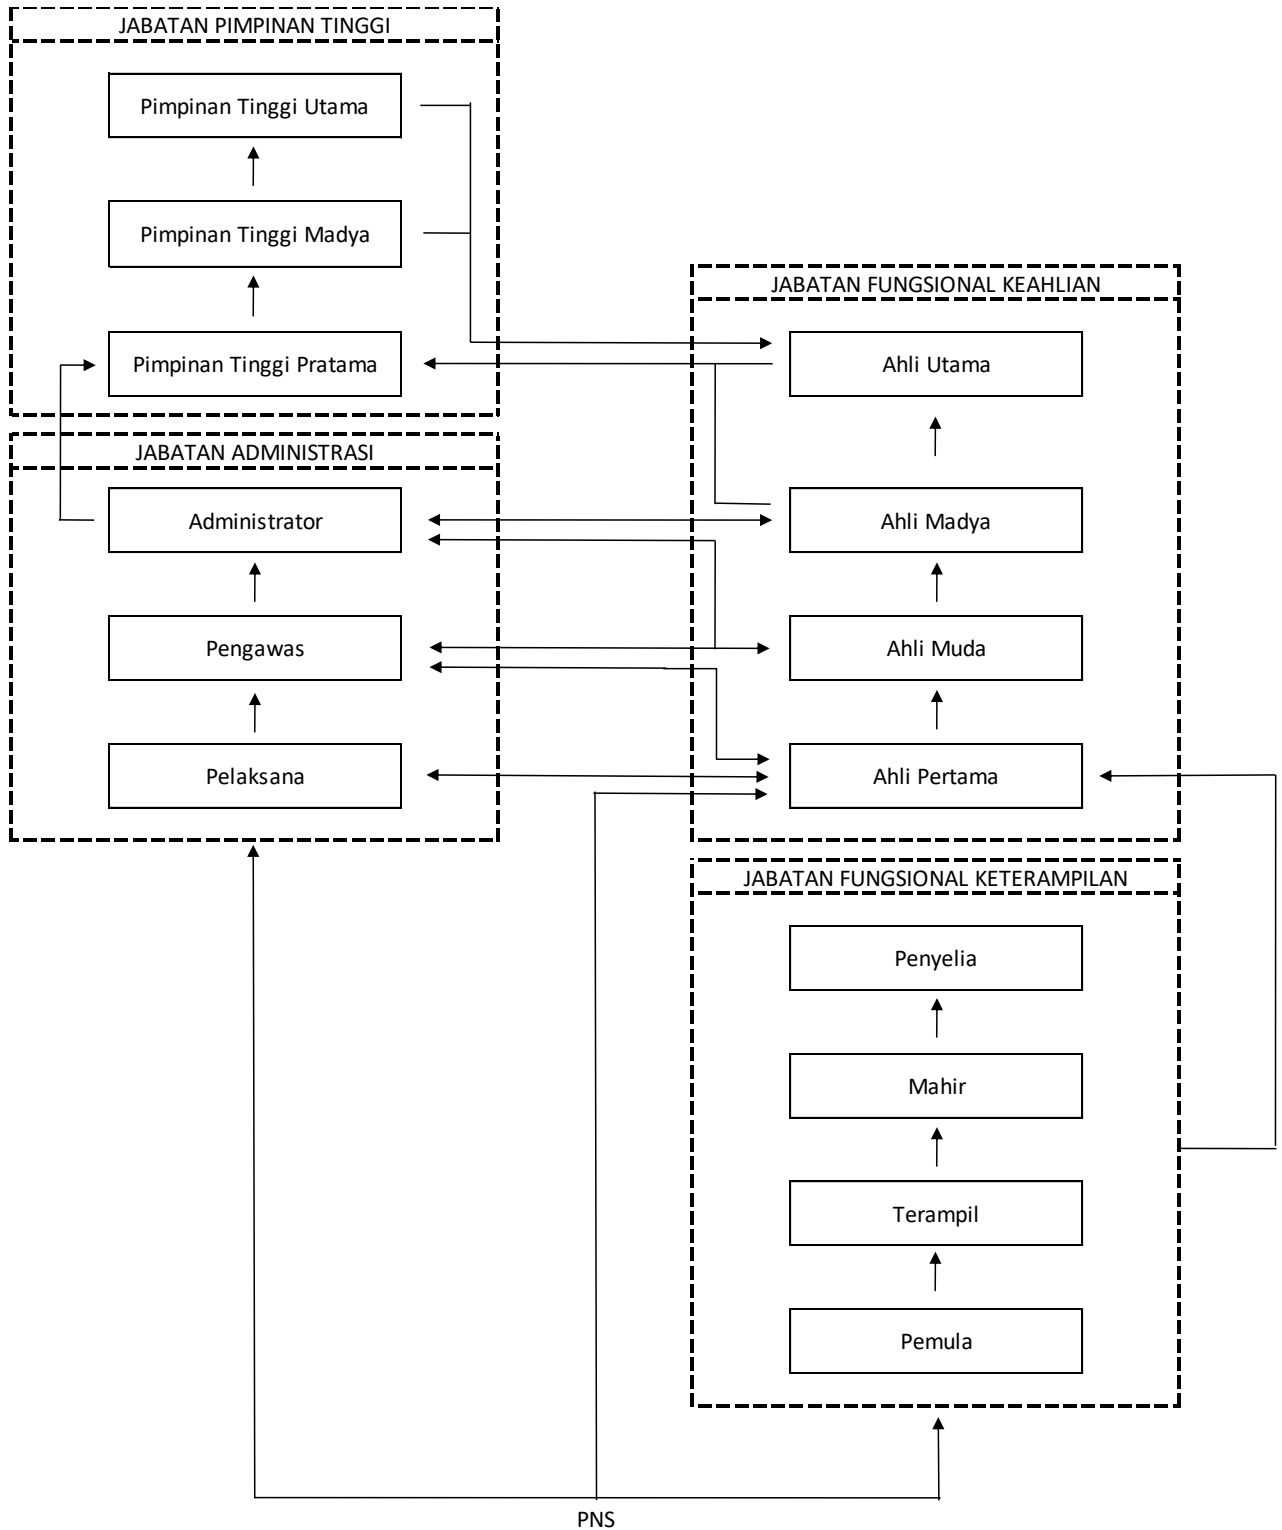 JABATAN PIMPINAN TINGGI
Pimpinan Tinggi Utama
Pimpinan Tinggi Madya
Pimpinan Tinggi Pratama
JABATAN ADMINISTRASI
Administrator
Pengawas
Pelaksana
JABATAN FUNGSIONAL KEAHLIAN
Ahli Utama
Ahli Madya
Ahli Muda
Ahli Pertama
JABATAN FUNGSIONAL KETERAMPILAN
Penyelia
Mahir
Terampil
Pemula
PNS